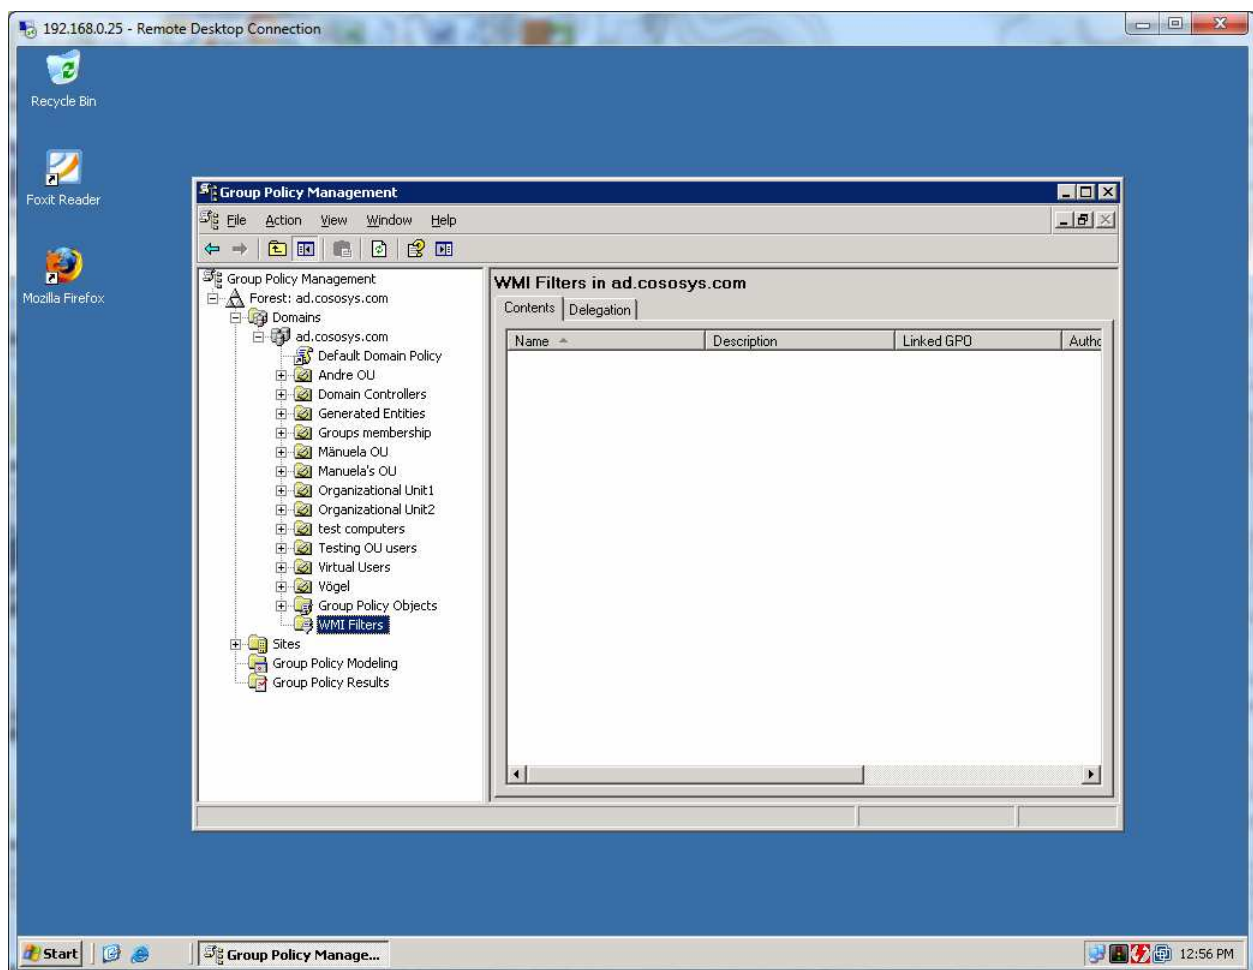 192.168.0.25 - Remote Desktop Connection
Recycle Bin
Foxit Reader
Mozilla Firefox
Group Policy Management
File Action View Window Help
Group Policy Management
Forest: ad.cososys.com
Domains
ad.cososys.com
Default Domain Policy
Andre OU
Domain Controllers
Generated Entities
Groups membership
Mänuela OU
Manuela's OU
Organizational Unit1
Organizational Unit2
test computers
Testing OU users
Virtual Users
Vögel
Group Policy Objects
WMI Filters
Sites
Group Policy Modeling
Group Policy Results
WMI Filters in ad.cososys.com
Contents Delegation
Name Description Linked GPO Autho
Start Group Policy Manage... 12:56 PM